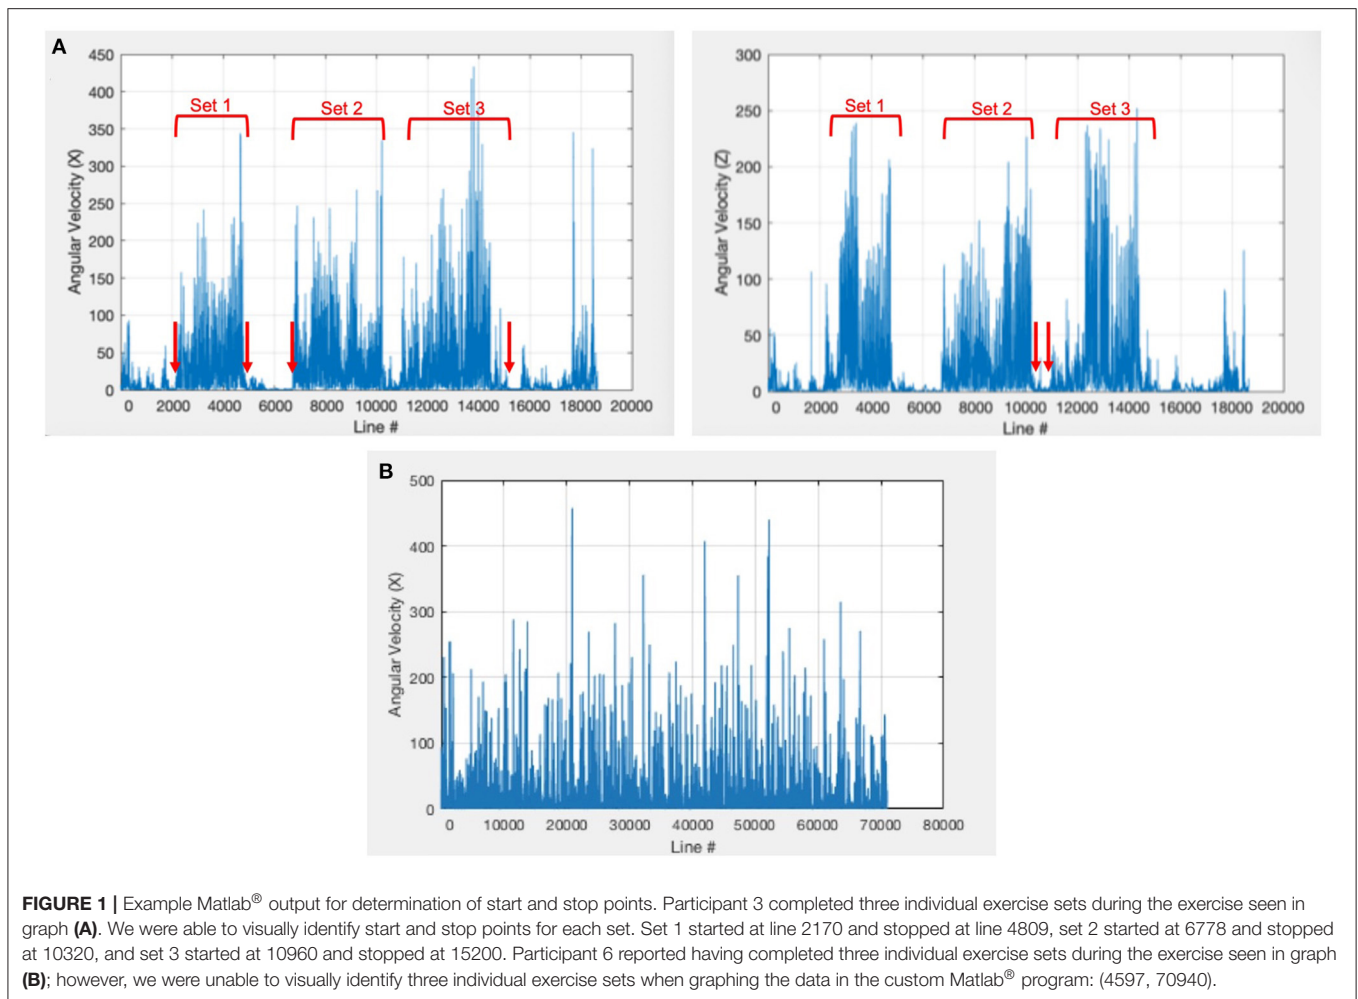 A
450
400
350
300
250
200
150
100
50
0
Angular Velocity (X)
Set 1
Set 2
Set 3
0 2000 4000 6000 8000 10000 12000 14000 16000 18000 20000
Line #
300
250
200
150
100
50
0
Angular Velocity (Z)
Set 1
Set 2
Set 3
0 2000 4000 6000 8000 10000 12000 14000 16000 18000 20000
Line #
B
500
400
300
200
100
0
Angular Velocity (X)
0 10000 20000 30000 40000 50000 60000 70000 80000
Line #
FIGURE 1 | Example Matlab® output for determination of start and stop points. Participant 3 completed three individual exercise sets during the exercise seen in
graph (A). We were able to visually identify start and stop points for each set. Set 1 started at line 2170 and stopped at line 4809, set 2 started at 6778 and stopped
at 10320, and set 3 started at 10960 and stopped at 15200. Participant 6 reported having completed three individual exercise sets during the exercise seen in graph
(B); however, we were unable to visually identify three individual exercise sets when graphing the data in the custom Matlab® program: (4597, 70940).